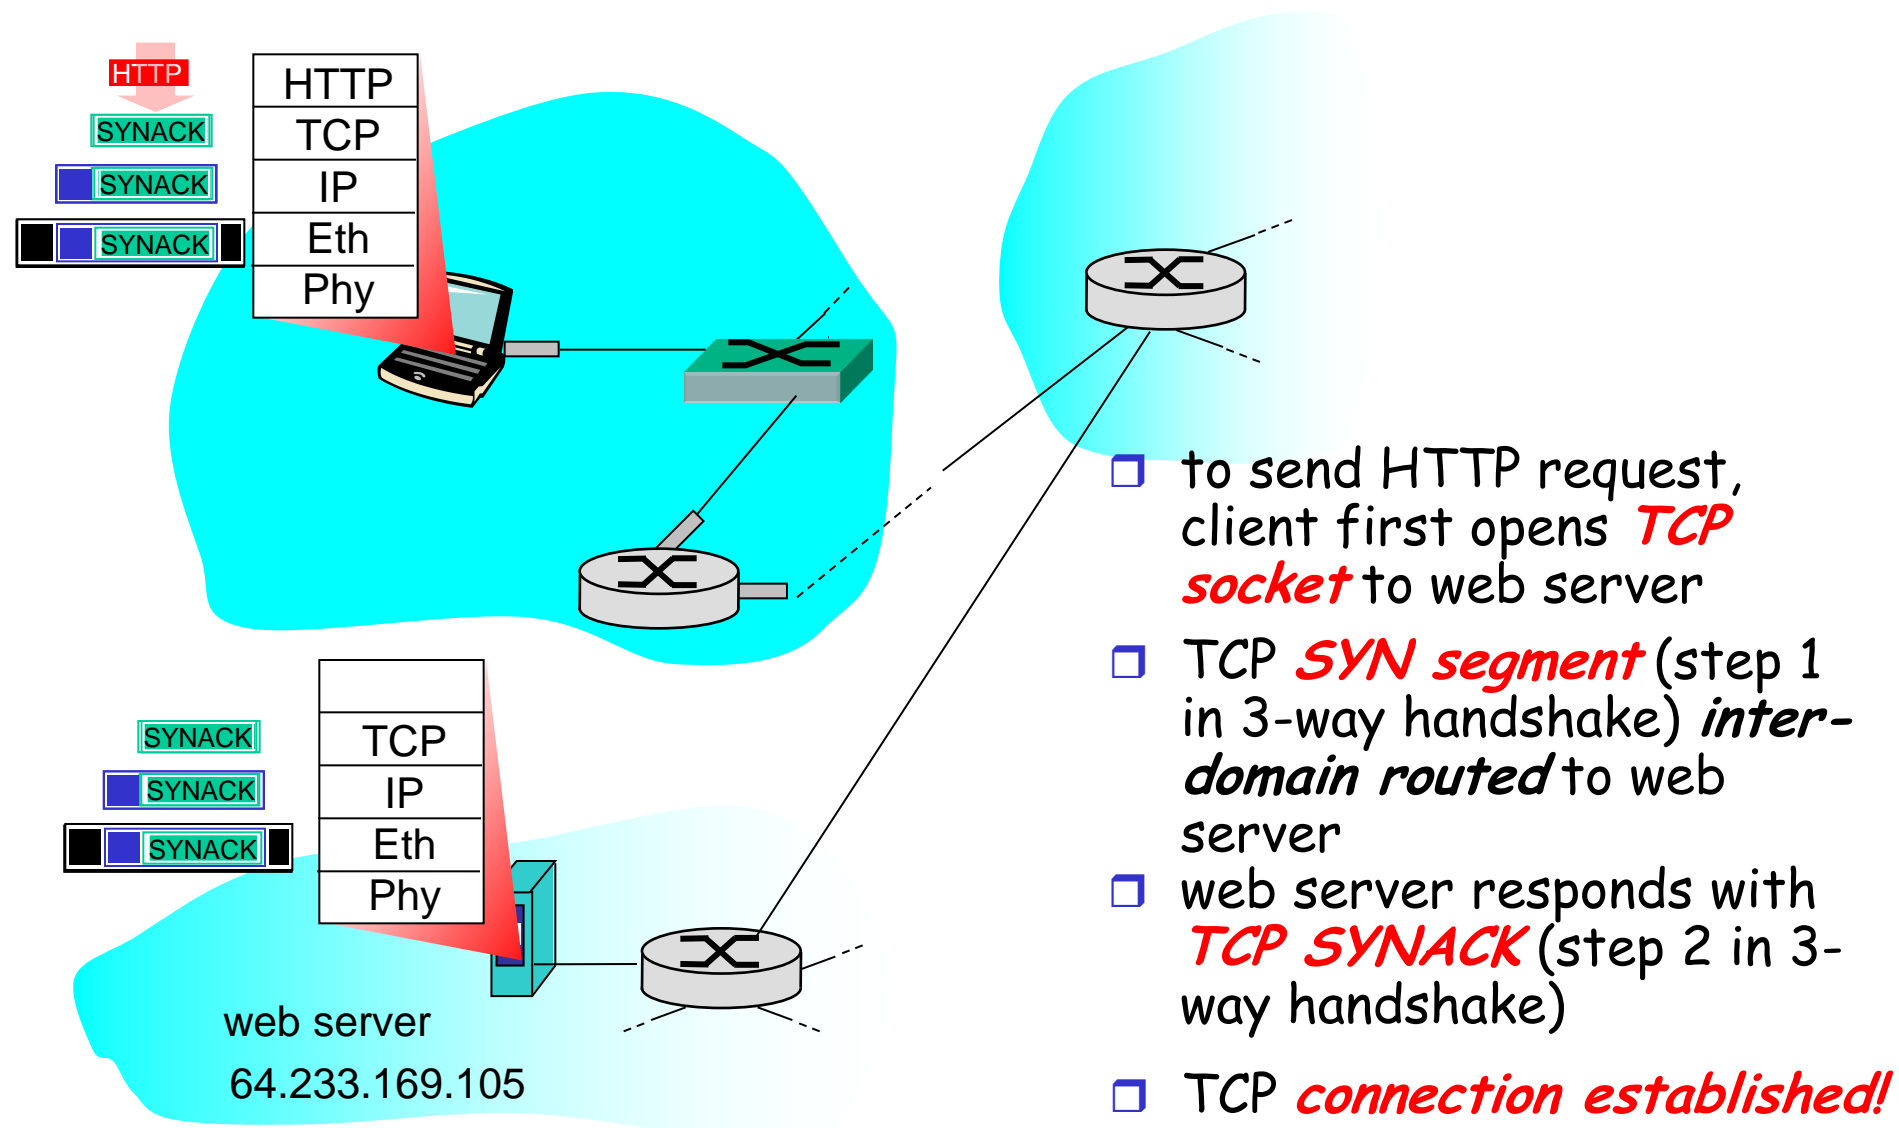 HTTP
SYNACK
SYNACK
SYNACK
HTTP
TCP
IP
Eth
Phy
SYNACK
SYNACK
SYNACK
TCP
IP
Eth
Phy
web server
64.233.169.105
to send HTTP request,
client first opens TCP
socket to web server
TCP SYN segment (step 1
in 3-way handshake) inter-
domain routed to web
server
web server responds with
TCP SYNACK (step 2 in 3-
way handshake)
TCP connection established!